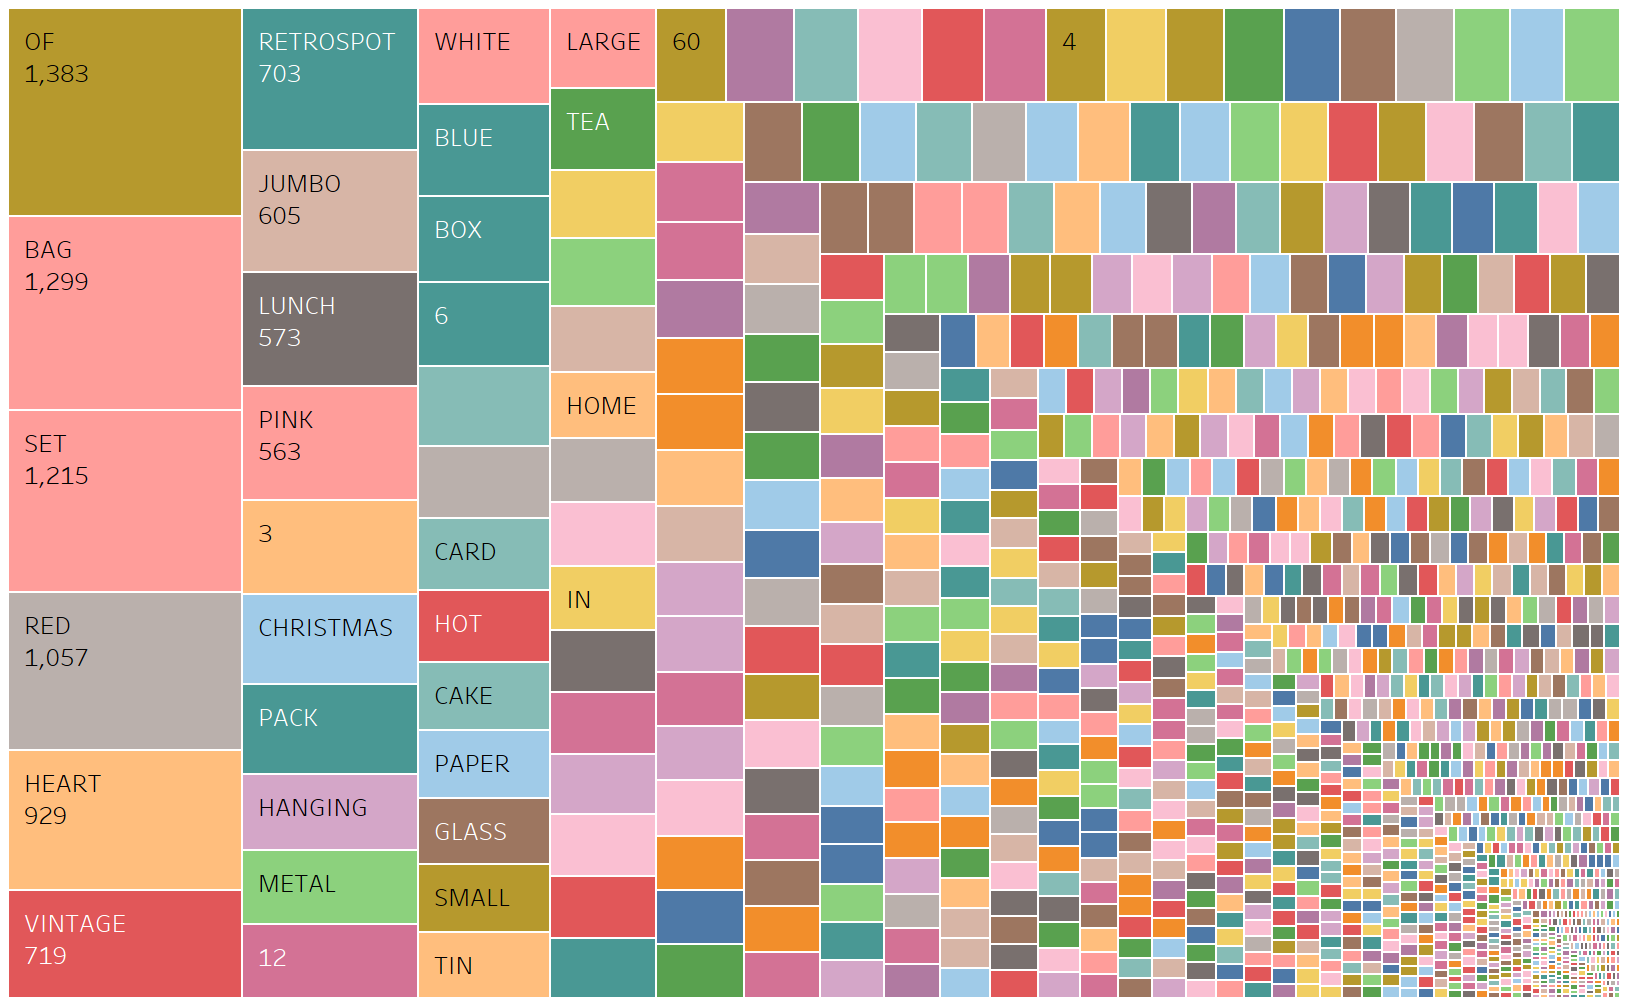 OF
1,383
BAG
1,299
SET
1,215
RED
1,057
HEART
929
VINTAGE
719
RETROSPOT
703
JUMBO
605
LUNCH
573
PINK
563
3
CHRISTMAS
PACK
HANGING
METAL
12
WHITE
BLUE
BOX
6
CARD
HOT
CAKE
PAPER
GLASS
SMALL
TIN
LARGE
TEA
HOME
IN
60
4